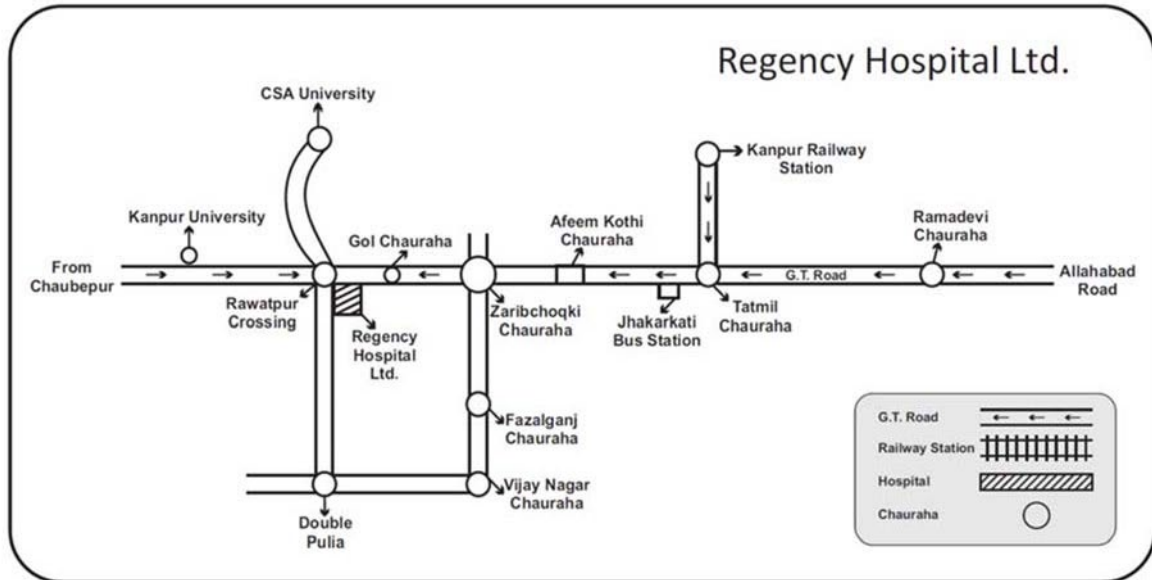 Regency Hospital Ltd.
CSA University
Kanpur Railway
Station
Kanpur University
Gol Chauraha
Afeem Kothi
Chauraha
Ramadevi
Chauraha
From
Chaubepur
G.T. Road
Allahabad
Road
Rawatpur
Crossing
Regency
Hospital
Ltd.
Zaribchoqki
Chauraha
Jhakarkati
Bus Station
Tatmil
Chauraha
Fazalganj
Chauraha
Vijay Nagar
Chauraha
Double
Pulia
G.T. Road
Railway Station
Hospital
Chauraha